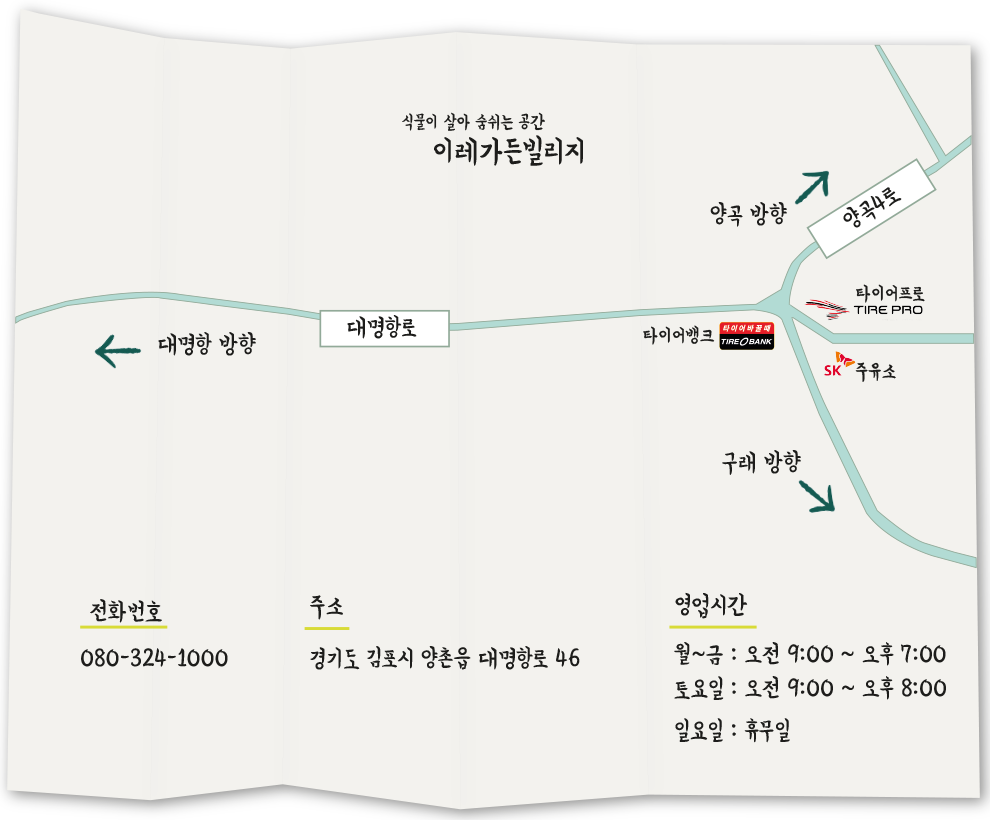 식물이 살아 숨쉬는 공간
이레가든빌리지
양곡 방향
양곡4로
타이어프로
TIRE PRO
대명항로
타이어뱅크
타이어바꿀때
TIRE BANK
대명항 방향
SK 주유소
구래 방향
전화번호
080-324-1000
주소
경기도 김포시 양촌읍 대명항로 46
영업시간
월~금 : 오전 9:00 ~ 오후 7:00
토요일 : 오전 9:00 ~ 오후 8:00
일요일 : 휴무일